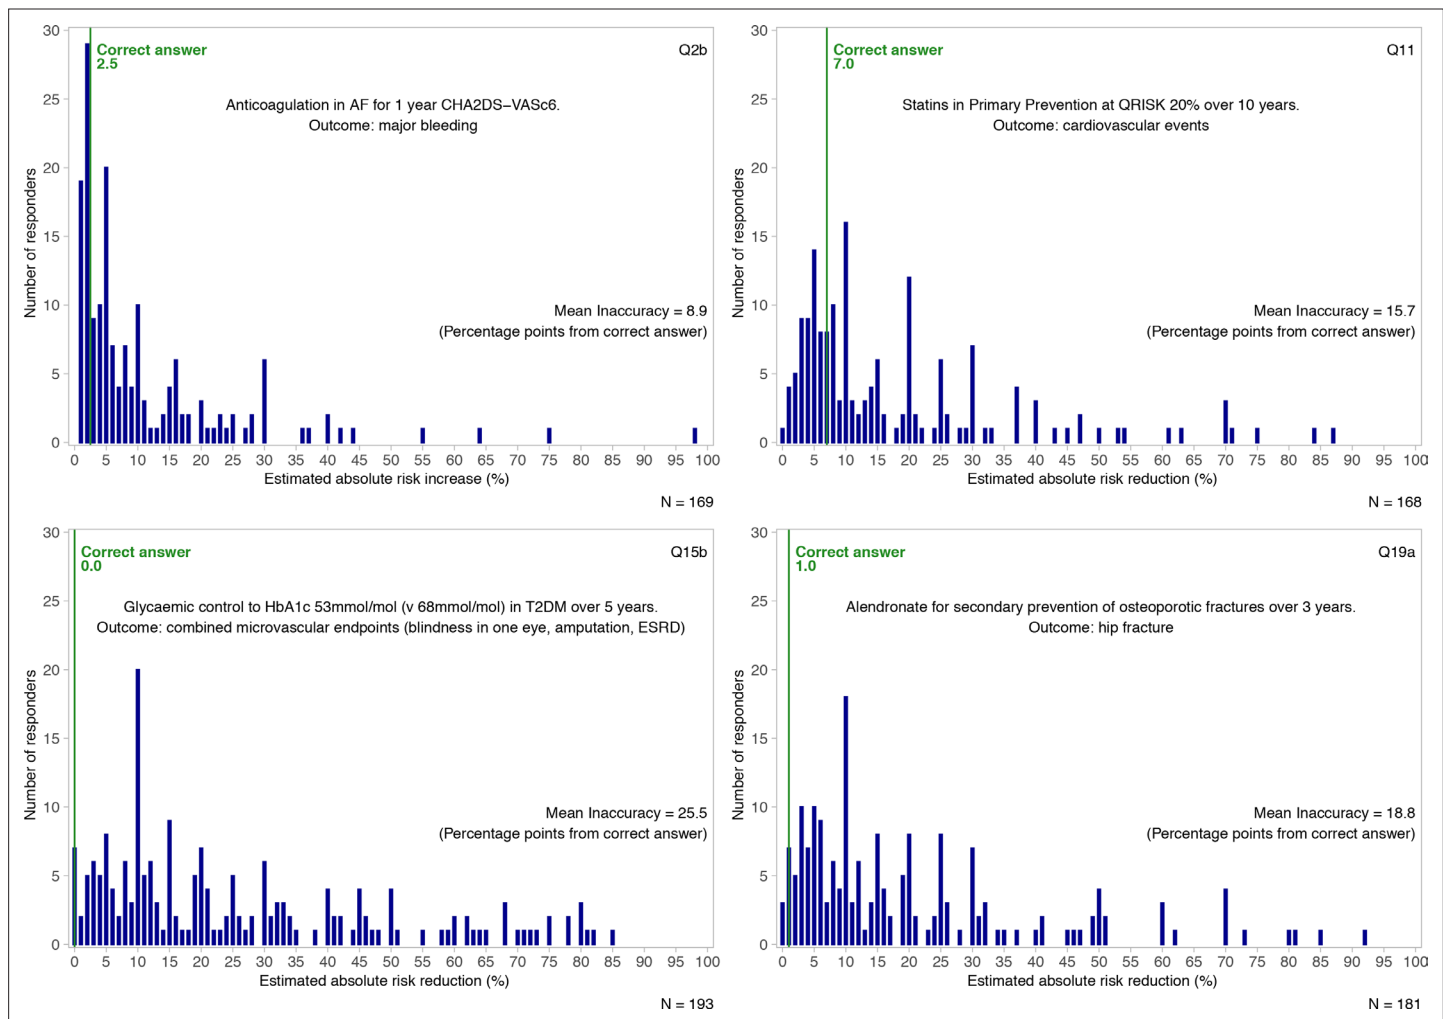 30
25
20
15
10
5
0
Number of responders
Correct answer
2.5
Q2b
Anticoagulation in AF for 1 year CHA2DS−VASc6.
Outcome: major bleeding
Mean Inaccuracy = 8.9
(Percentage points from correct answer)
0 5 10 15 20 25 30 35 40 45 50 55 60 65 70 75 80 85 90 95 100
Estimated absolute risk increase (%)
N = 169
30
25
20
15
10
5
0
Number of responders
Correct answer
7.0
Q11
Statins in Primary Prevention at QRISK 20% over 10 years.
Outcome: cardiovascular events
Mean Inaccuracy = 15.7
(Percentage points from correct answer)
0 5 10 15 20 25 30 35 40 45 50 55 60 65 70 75 80 85 90 95 100
Estimated absolute risk reduction (%)
N = 168
30
25
20
15
10
5
0
Number of responders
Correct answer
0.0
Q15b
Glycaemic control to HbA1c 53mmol/mol (v 68mmol/mol) in T2DM over 5 years.
Outcome: combined microvascular endpoints (blindness in one eye, amputation, ESRD)
Mean Inaccuracy = 25.5
(Percentage points from correct answer)
0 5 10 15 20 25 30 35 40 45 50 55 60 65 70 75 80 85 90 95 100
Estimated absolute risk reduction (%)
N = 193
30
25
20
15
10
5
0
Number of responders
Correct answer
1.0
Q19a
Alendronate for secondary prevention of osteoporotic fractures over 3 years.
Outcome: hip fracture
Mean Inaccuracy = 18.8
(Percentage points from correct answer)
0 5 10 15 20 25 30 35 40 45 50 55 60 65 70 75 80 85 90 95 100
Estimated absolute risk reduction (%)
N = 181